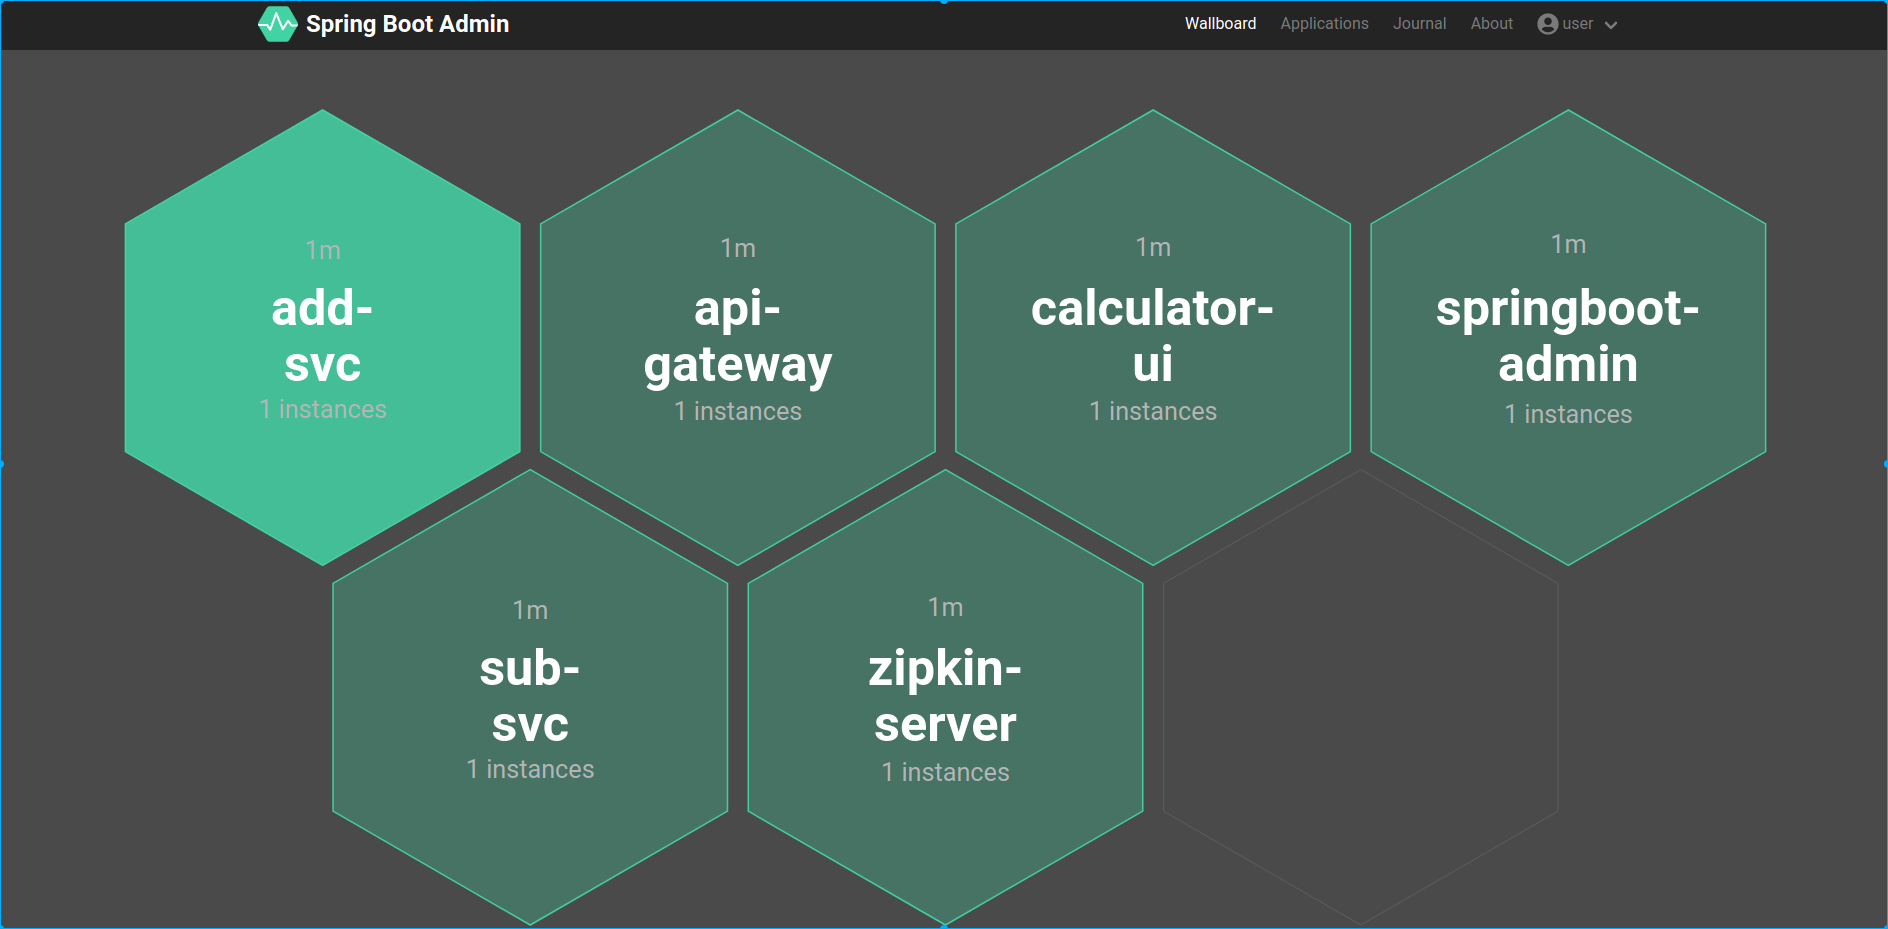 Spring Boot Admin
Wallboard Applications Journal About user
1m
add-
svc
1 instances
1m
api-
gateway
1 instances
1m
calculator-
ui
1 instances
1m
springboot-
admin
1 instances
1m
sub-
svc
1 instances
1m
zipkin-
server
1 instances